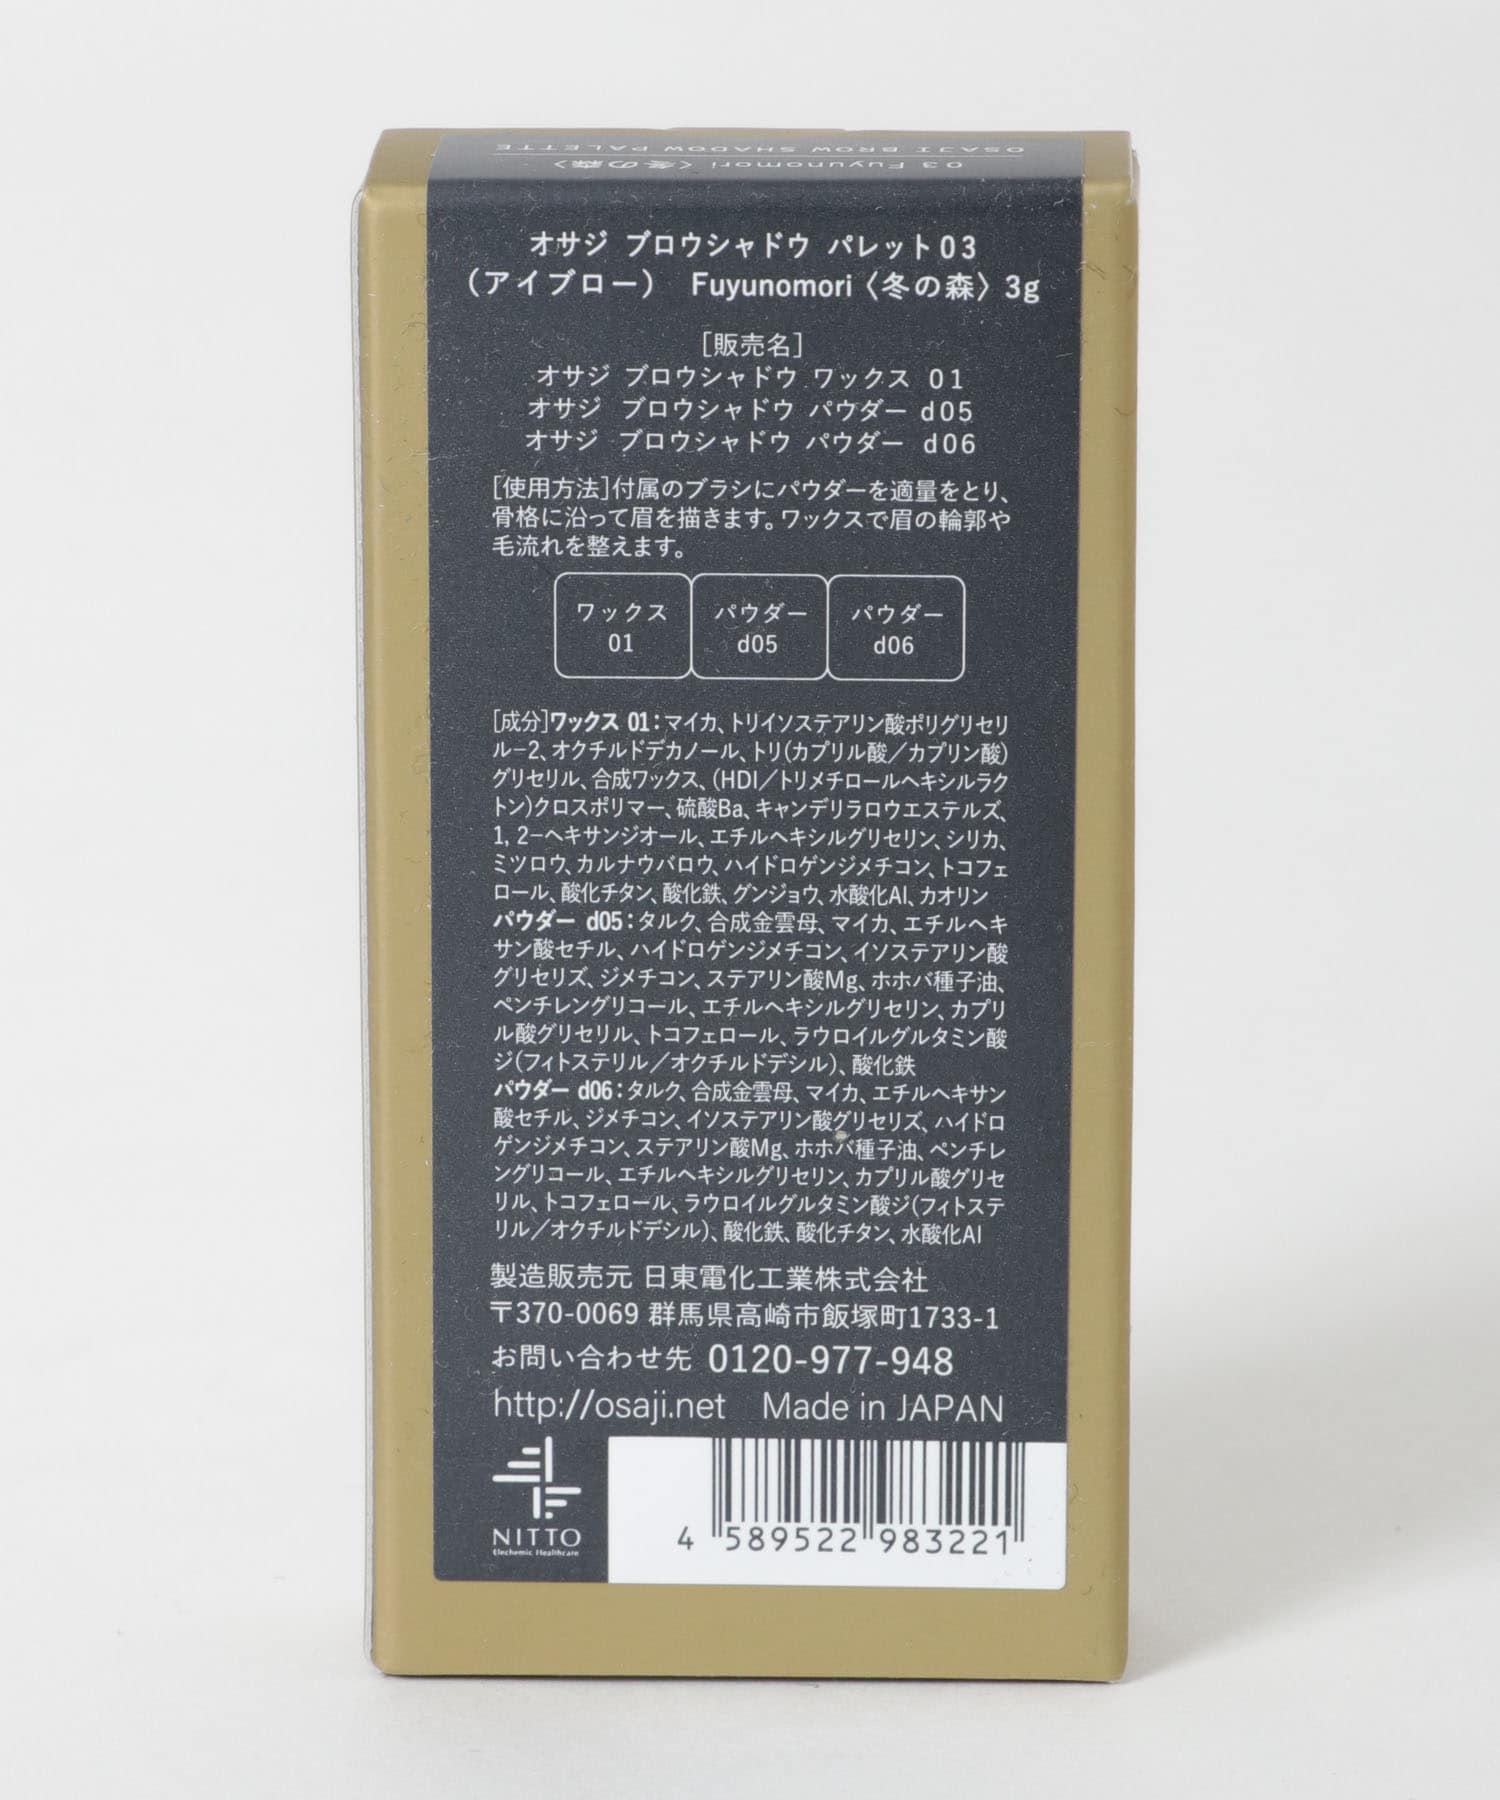 OSAJI BROW SHADOW PALETTE
03 Fuyunomori〈冬の森〉
オサジ ブロウシャドウ パレット03
(アイブロー) Fuyunomori〈冬の森〉3g
[販売名]
オサジ ブロウシャドウ ワックス 01
オサジ ブロウシャドウ パウダー d05
オサジ ブロウシャドウ パウダー d06
[使用方法]付属のブラシにパウダーを適量をとり、
骨格に沿って眉を描きます。ワックスで眉の輪郭や
毛流れを整えます。
ワックス パウダー パウダー
01 d05 d06
[成分]ワックス 01:マイカ、トリイソステアリン酸ポリグリセリ
ル−2、オクチルドデカノール、トリ(カプリル酸/カプリン酸)
グリセリル、合成ワックス、(HDI/トリメチロールヘキシルラク
トン)クロスポリマー、硫酸Ba、キャンデリラロウエステルズ、
1, 2−ヘキサンジオール、エチルヘキシルグリセリン、シリカ、
ミツロウ、カルナウバロウ、ハイドロゲンジメチコン、トコフェ
ロール、酸化チタン、酸化鉄、グンジョウ、水酸化Al、カオリン
パウダー d05:タルク、合成金雲母、マイカ、エチルヘキ
サン酸セチル、ハイドロゲンジメチコン、イソステアリン酸
グリセリズ、ジメチコン、ステアリン酸Mg、ホホバ種子油、
ペンチレングリコール、エチルヘキシルグリセリン、カプリ
ル酸グリセリル、トコフェロール、ラウロイルグルタミン酸
ジ(フィトステリル/オクチルドデシル)、酸化鉄
パウダー d06:タルク、合成金雲母、マイカ、エチルヘキサン
酸セチル、ジメチコン、イソステアリン酸グリセリズ、ハイドロ
ゲンジメチコン、ステアリン酸Mg、ホホバ種子油、ペンチレ
ングリコール、エチルヘキシルグリセリン、カプリル酸グリセ
リル、トコフェロール、ラウロイルグルタミン酸ジ(フィトステ
リル/オクチルドデシル)、酸化鉄、酸化チタン、水酸化Al
製造販売元 日東電化工業株式会社
〒370-0069 群馬県高崎市飯塚町1733-1
お問い合わせ先 0120-977-948
http://osaji.net Made in JAPAN
NITTO
Elechemic Healthcare
4 589522 983221